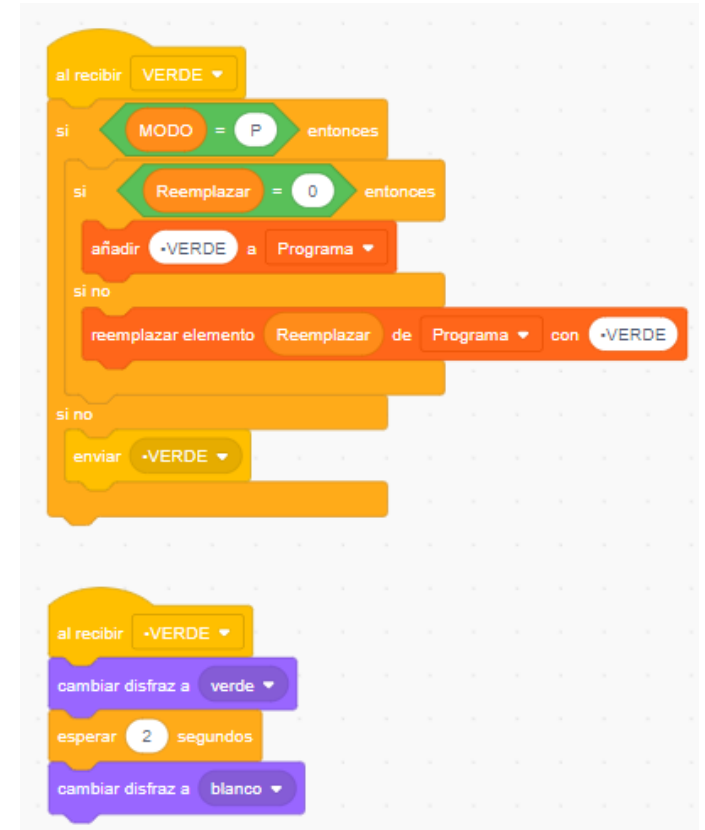 al recibir VERDE
si MODO = P entonces
si Reemplazar = 0 entonces
añadir •VERDE a Programa
si no
reemplazar elemento Reemplazar de Programa con •VERDE
si no
enviar •VERDE
al recibir •VERDE
cambiar disfraz a verde
esperar 2 segundos
cambiar disfraz a blanco